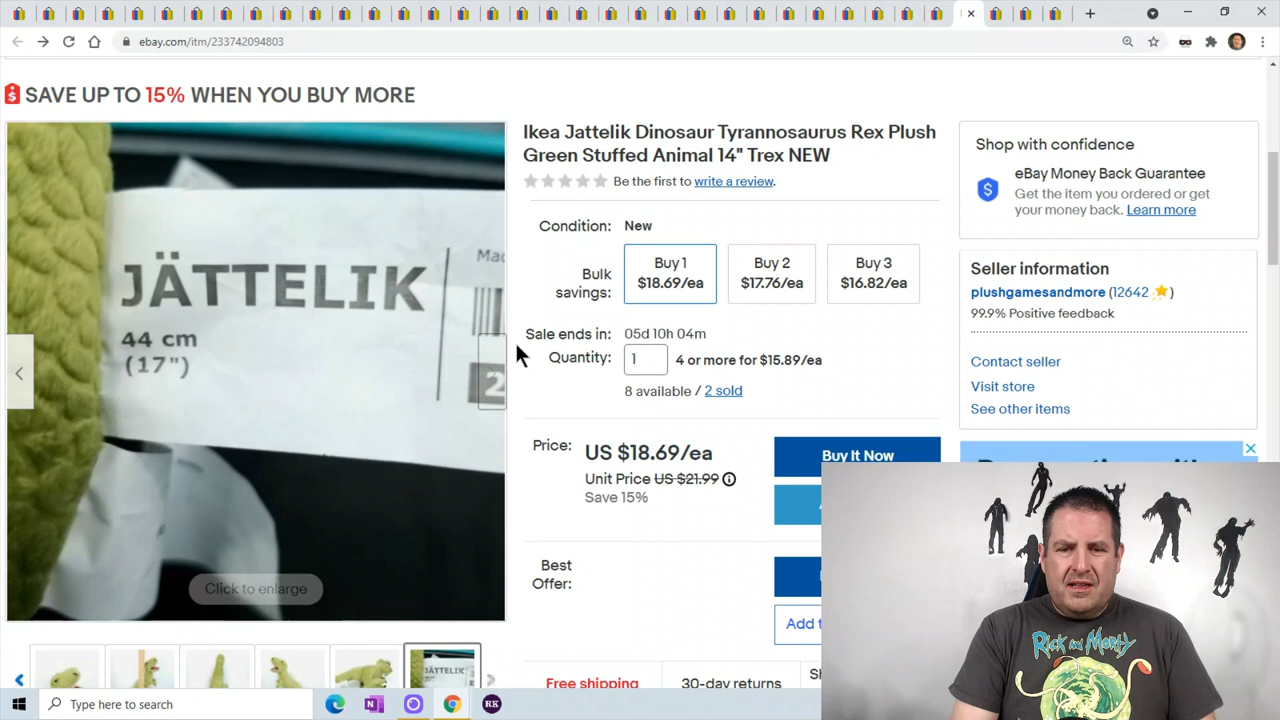 ebay.com/itm/233742094803
SAVE UP TO 15% WHEN YOU BUY MORE
JÄTTELIK
44 cm
(17")
Click to enlarge
Ikea Jattelik Dinosaur Tyrannosaurus Rex Plush
Green Stuffed Animal 14" Trex NEW
Be the first to write a review.
Condition: New
Bulk savings:
Buy 1
$18.69/ea
Buy 2
$17.76/ea
Buy 3
$16.82/ea
Sale ends in: 05d 10h 04m
Quantity: 1 4 or more for $15.89/ea
8 available / 2 sold
Price: US $18.69/ea
Buy It Now
Unit Price US $21.99
Save 15%
Best
Offer:
Add t
Free shipping
30-day returns
Shop with confidence
eBay Money Back Guarantee
Get the item you ordered or get
your money back. Learn more
Seller information
plushgamesandmore (12642)
99.9% Positive feedback
Contact seller
Visit store
See other items
Rick and Morty
JÄTTELIK
Type here to search
N
RK